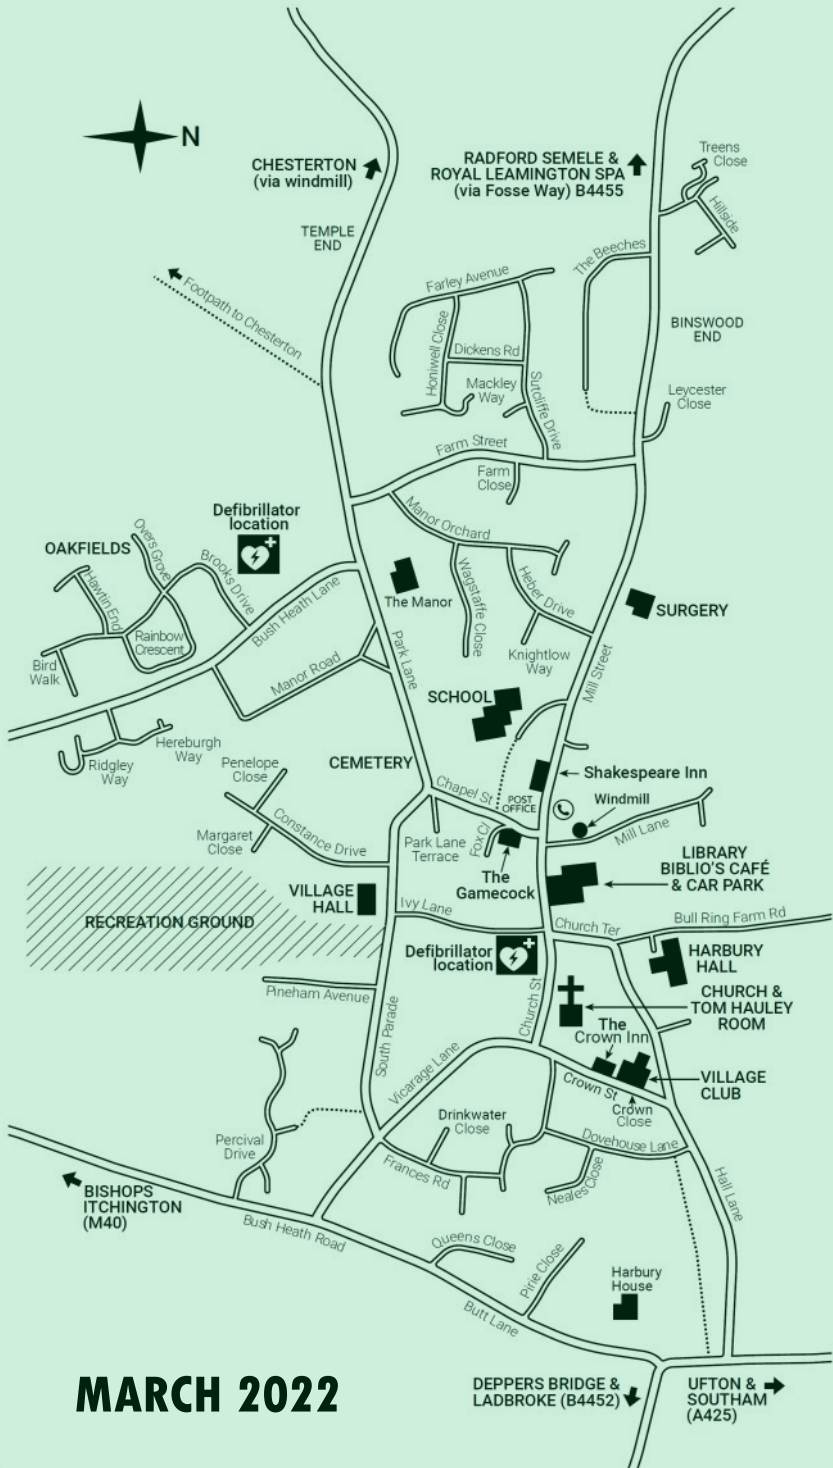 N
CHESTERTON
(via windmill)
RADFORD SEMELE &
ROYAL LEAMINGTON SPA
(via Fosse Way) B4455
Treens
Close
Hillside
TEMPLE
END
The Beeches
Footpath to Chesterton
Farley Avenue
BINSWOOD
END
Honiwell Close
Dickens Rd
Mackley
Way
Sutcliffe Drive
Leycester
Close
Farm Street
Farm
Close
Defibrillator
location
Manor Orchard
OAKFIELDS
Overs Grove
Brooks Drive
Hawtin End
Bush Heath Lane
The Manor
Wagstaffe Close
Heber Drive
SURGERY
Rainbow
Crescent
Bird
Walk
Manor Road
Park Lane
Knightlow
Way
Mill Street
SCHOOL
Hereburgh
Way
Ridgley
Way
CEMETERY
Penelope
Close
Shakespeare Inn
Chapel St
POST
OFFICE
Windmill
Margaret
Close
Constance Drive
Park Lane
Terrace
Fox Cl
Mill Lane
The
Gamecock
LIBRARY
BIBLIO'S CAFÉ
& CAR PARK
VILLAGE
HALL
Ivy Lane
RECREATION GROUND
Church Ter
Bull Ring Farm Rd
Defibrillator
location
HARBURY
HALL
Pineham Avenue
South Parade
Church St
CHURCH &
TOM HAULEY
ROOM
The
Crown Inn
Vicarage Lane
Crown St
VILLAGE
CLUB
Crown
Close
Drinkwater
Close
Percival
Drive
Dovehouse Lane
Frances Rd
Neales Close
Hall Lane
BISHOPS
ITCHINGTON
(M40)
Bush Heath Road
Queens Close
Pirie Close
Harbury
House
Butt Lane
MARCH 2022
DEPPERS BRIDGE &
LADBROKE (B4452)
UFTON &
SOUTHAM
(A425)